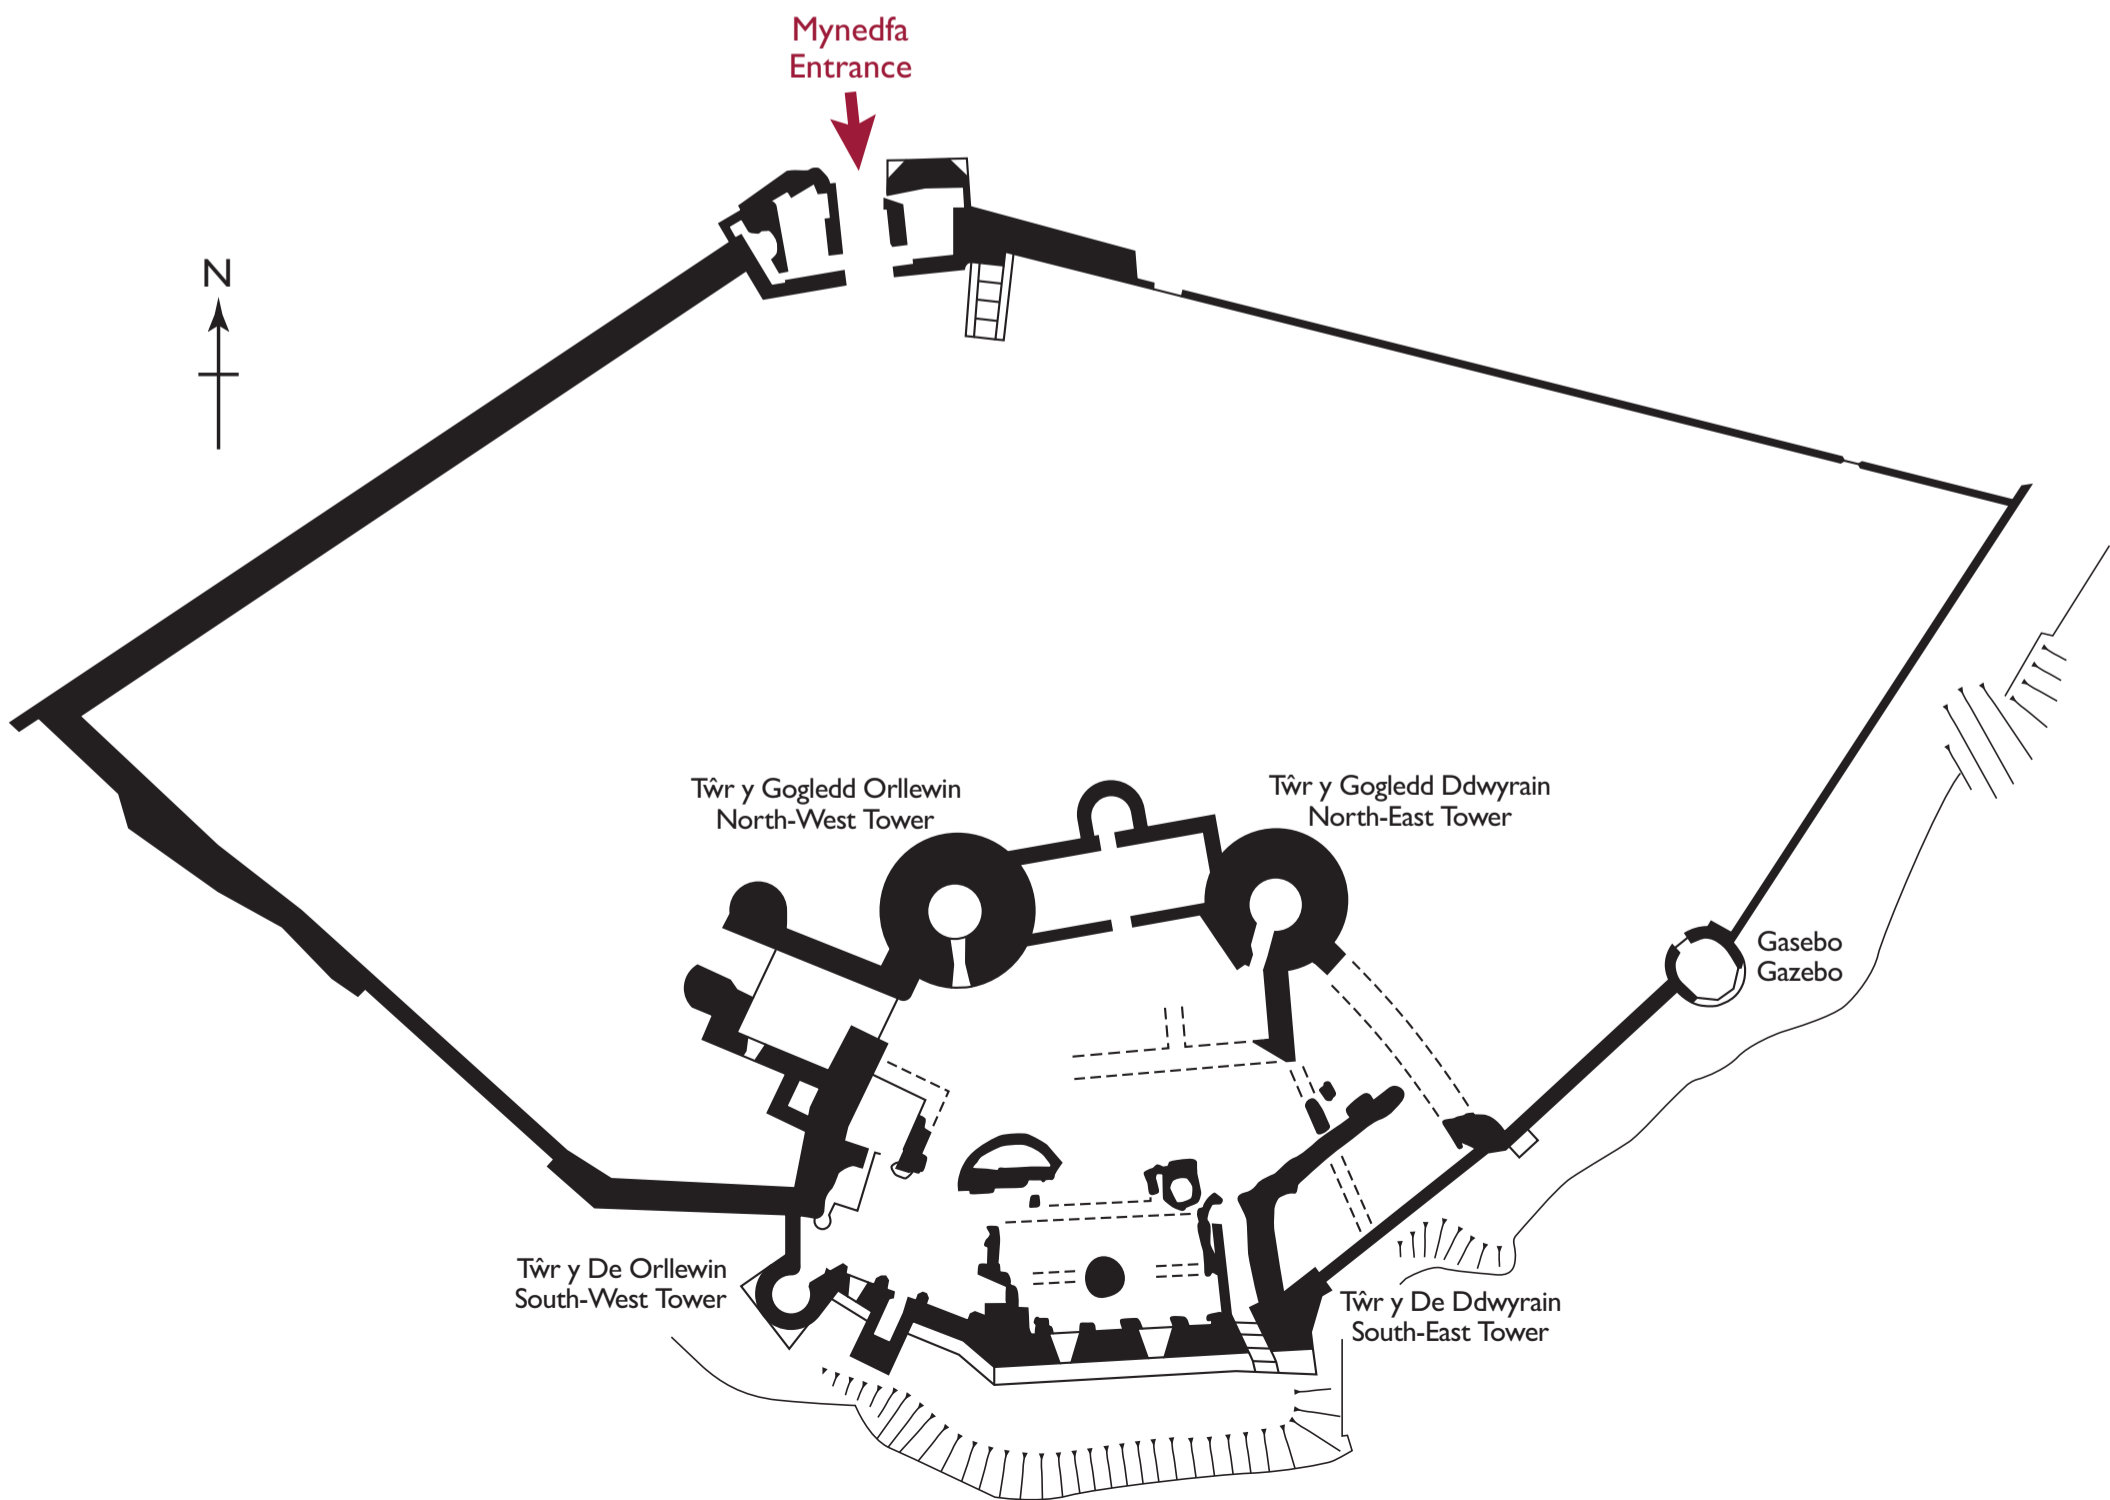 Mynedfa
Entrance
N
Tŵr y Gogledd Orllewin
North-West Tower
Tŵr y Gogledd Ddwyrain
North-East Tower
Gasebo
Gazebo
Tŵr y De Orllewin
South-West Tower
Tŵr y De Ddwyrain
South-East Tower